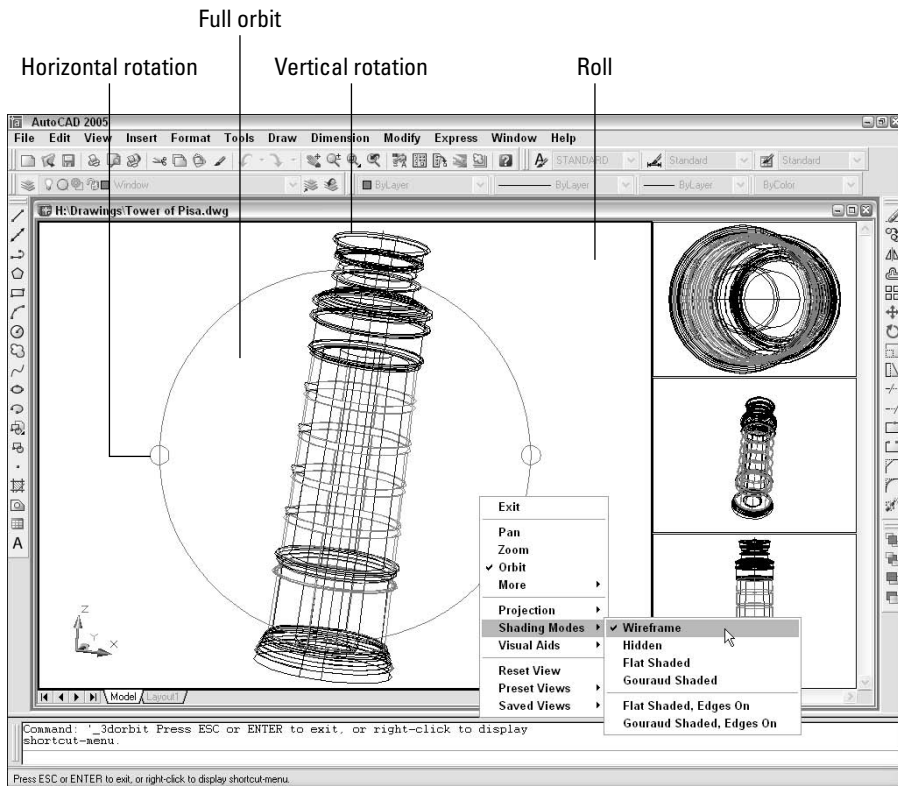 Full orbit
Horizontal rotation
Vertical rotation
Roll
AutoCAD 2005
File Edit View Insert Format Tools Draw Dimension Modify Express Window Help
STANDARD Standard Standard
Window ByLayer ByLayer ByLayer ByColor
H:\Drawings\Tower of Pisa.dwg
A
Z
Y
X
Exit
Pan
Zoom
Orbit
More
Projection
Shading Modes
Visual Aids
Reset View
Preset Views
Saved Views
Wireframe
Hidden
Flat Shaded
Gouraud Shaded
Flat Shaded, Edges On
Gouraud Shaded, Edges On
Model Layout1
Command: '_3dorbit Press ESC or ENTER to exit, or right-click to display
shortcut-menu.
Press ESC or ENTER to exit, or right-click to display shortcut-menu.